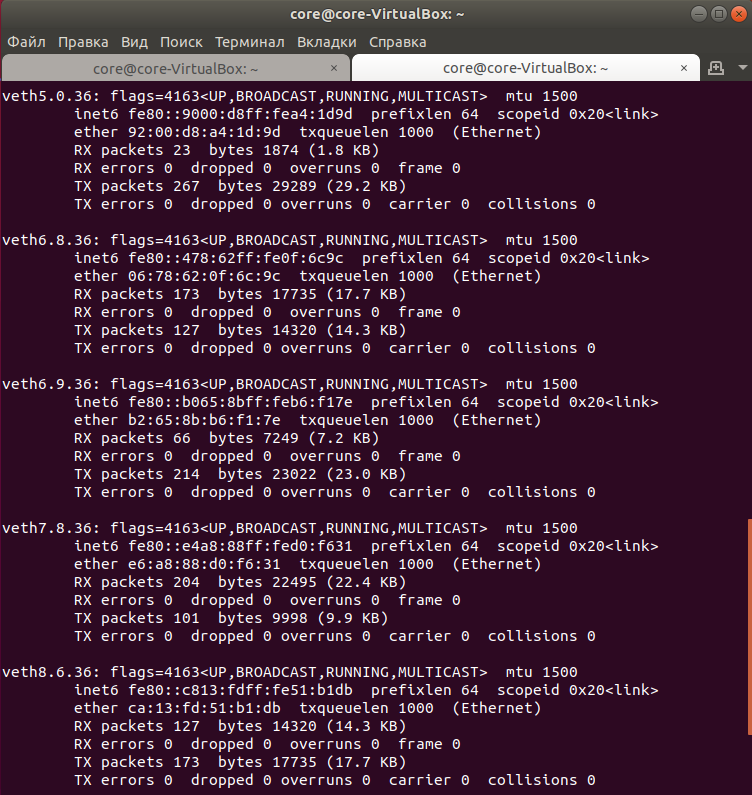 core@core-VirtualBox: ~
Файл Правка Вид Поиск Терминал Вкладки Справка
core@core-VirtualBox: ~ × core@core-VirtualBox: ~ ×
veth5.0.36: flags=4163<UP,BROADCAST,RUNNING,MULTICAST>  mtu 1500
        inet6 fe80::9000:d8ff:fea4:1d9d  prefixlen 64  scopeid 0x20<link>
        ether 92:00:d8:a4:1d:9d  txqueuelen 1000  (Ethernet)
        RX packets 23  bytes 1874 (1.8 KB)
        RX errors 0  dropped 0  overruns 0  frame 0
        TX packets 267  bytes 29289 (29.2 KB)
        TX errors 0  dropped 0 overruns 0  carrier 0  collisions 0
veth6.8.36: flags=4163<UP,BROADCAST,RUNNING,MULTICAST>  mtu 1500
        inet6 fe80::478:62ff:fe0f:6c9c  prefixlen 64  scopeid 0x20<link>
        ether 06:78:62:0f:6c:9c  txqueuelen 1000  (Ethernet)
        RX packets 173  bytes 17735 (17.7 KB)
        RX errors 0  dropped 0  overruns 0  frame 0
        TX packets 127  bytes 14320 (14.3 KB)
        TX errors 0  dropped 0 overruns 0  carrier 0  collisions 0
veth6.9.36: flags=4163<UP,BROADCAST,RUNNING,MULTICAST>  mtu 1500
        inet6 fe80::b065:8bff:feb6:f17e  prefixlen 64  scopeid 0x20<link>
        ether b2:65:8b:b6:f1:7e  txqueuelen 1000  (Ethernet)
        RX packets 66  bytes 7249 (7.2 KB)
        RX errors 0  dropped 0  overruns 0  frame 0
        TX packets 214  bytes 23022 (23.0 KB)
        TX errors 0  dropped 0 overruns 0  carrier 0  collisions 0
veth7.8.36: flags=4163<UP,BROADCAST,RUNNING,MULTICAST>  mtu 1500
        inet6 fe80::e4a8:88ff:fed0:f631  prefixlen 64  scopeid 0x20<link>
        ether e6:a8:88:d0:f6:31  txqueuelen 1000  (Ethernet)
        RX packets 204  bytes 22495 (22.4 KB)
        RX errors 0  dropped 0  overruns 0  frame 0
        TX packets 101  bytes 9998 (9.9 KB)
        TX errors 0  dropped 0 overruns 0  carrier 0  collisions 0
veth8.6.36: flags=4163<UP,BROADCAST,RUNNING,MULTICAST>  mtu 1500
        inet6 fe80::c813:fdff:fe51:b1db  prefixlen 64  scopeid 0x20<link>
        ether ca:13:fd:51:b1:db  txqueuelen 1000  (Ethernet)
        RX packets 127  bytes 14320 (14.3 KB)
        RX errors 0  dropped 0  overruns 0  frame 0
        TX packets 173  bytes 17735 (17.7 KB)
        TX errors 0  dropped 0 overruns 0  carrier 0  collisions 0